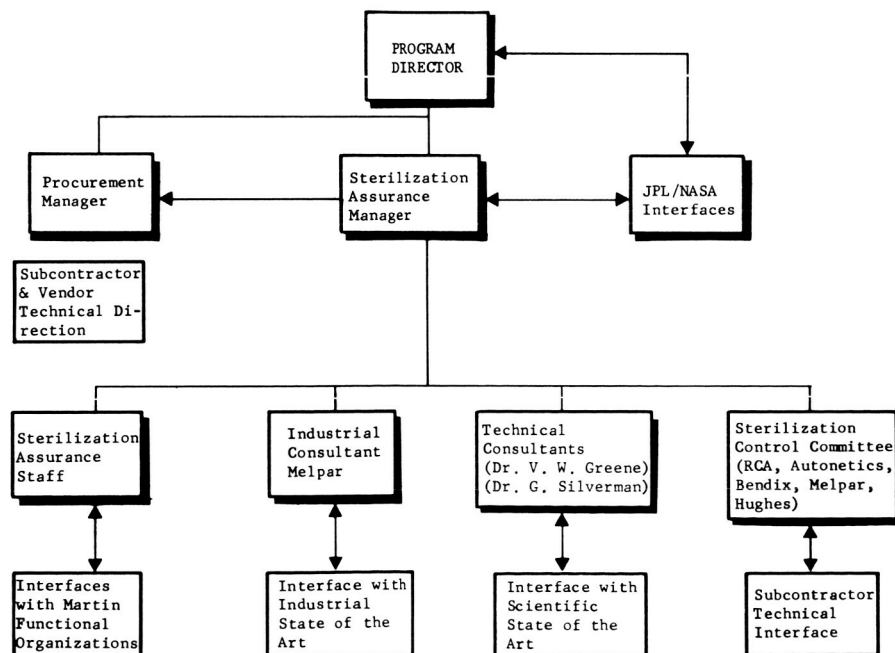 PROGRAM
DIRECTOR
Procurement
Manager
Sterilization
Assurance
Manager
JPL/NASA
Interfaces
Subcontractor
& Vendor
Technical Di-
rection
Sterilization
Assurance
Staff
Industrial
Consultant
Melpar
Technical
Consultants
(Dr. V. W. Greene)
(Dr. G. Silverman)
Sterilization
Control Committee
(RCA, Autonetics,
Bendix, Melpar,
Hughes)
Interfaces
with Martin
Functional
Organizations
Interface with
Industrial
State of the
Art
Interface with
Scientific
State of the
Art
Subcontractor
Technical
Interface